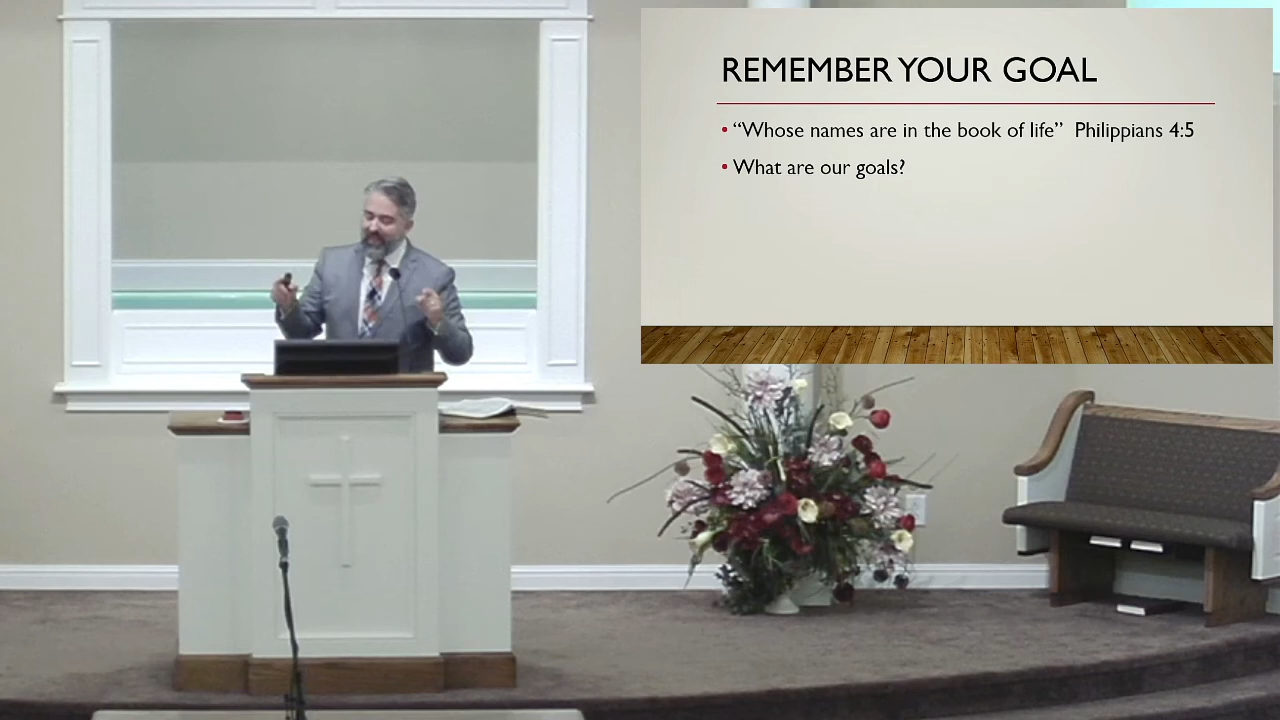 REMEMBER YOUR GOAL
• “Whose names are in the book of life” Philippians 4:5
• What are our goals?